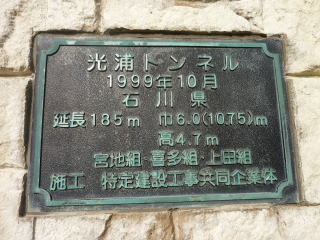 光浦トンネル
1999年10月
石川県
延長185m 巾6.0(10.75)m
高4.7m
宮地組・喜多組・上田組
施工 特定建設工事共同企業体